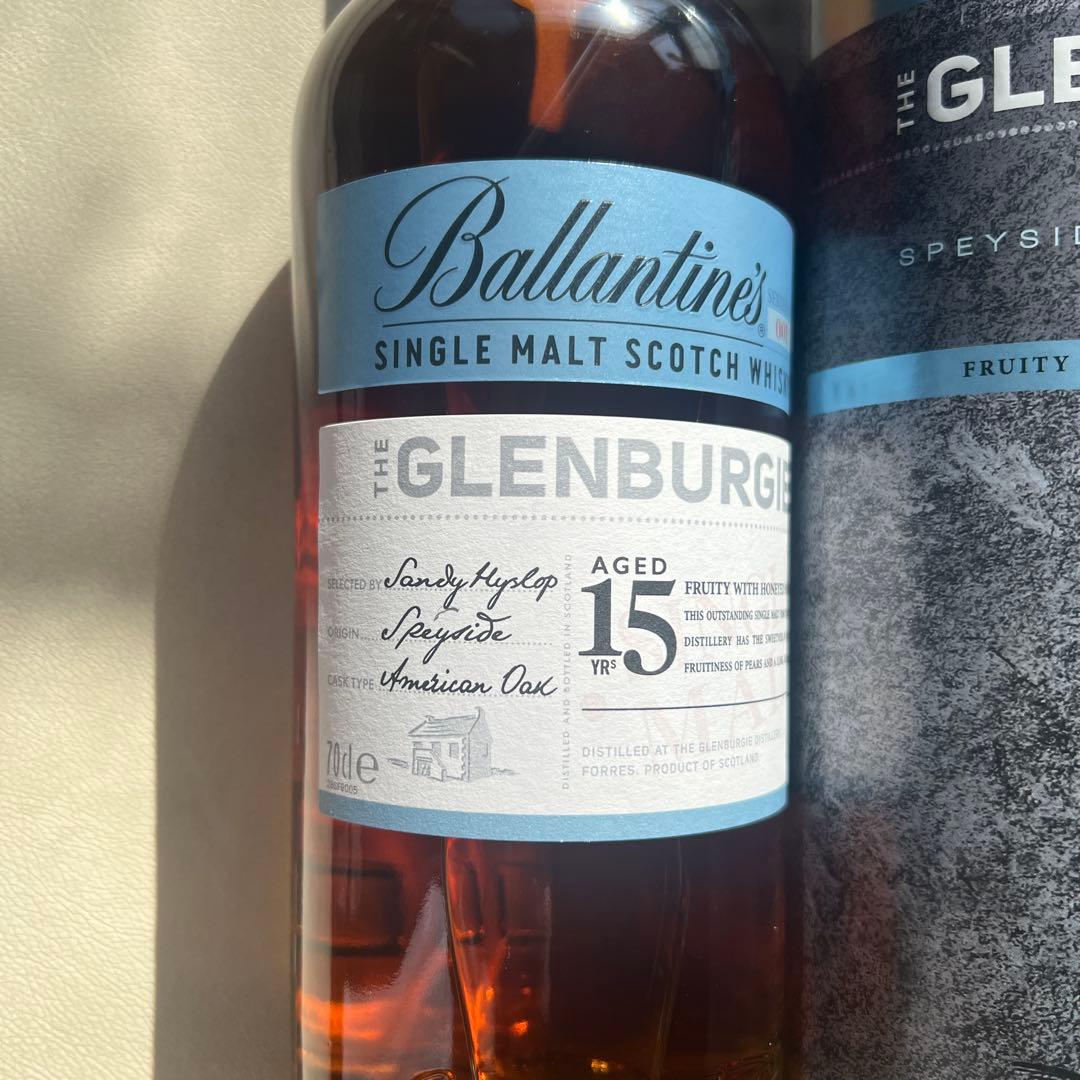 Ballantine's
®
SINGLE MALT SCOTCH WHISKY
THE GLENBURGIE
SELECTED BY Sandy Hyslop
ORIGIN.... Speyside
CASK TYPE.. American Oak
70cl e
DISTILLED AND BOTTLED IN SCOTLAND
AGED
15
YRS
FRUITY WITH HONEYED
THIS OUTSTANDING SINGLE MALT
DISTILLERY HAS THE SWEETNESS
FRUITINESS OF PEARS AND A LONG
DISTILLED AT THE GLENBURGIE DISTILLERY
FORRES. PRODUCT OF SCOTLAND
THE GLE
SPEYSID
FRUITY